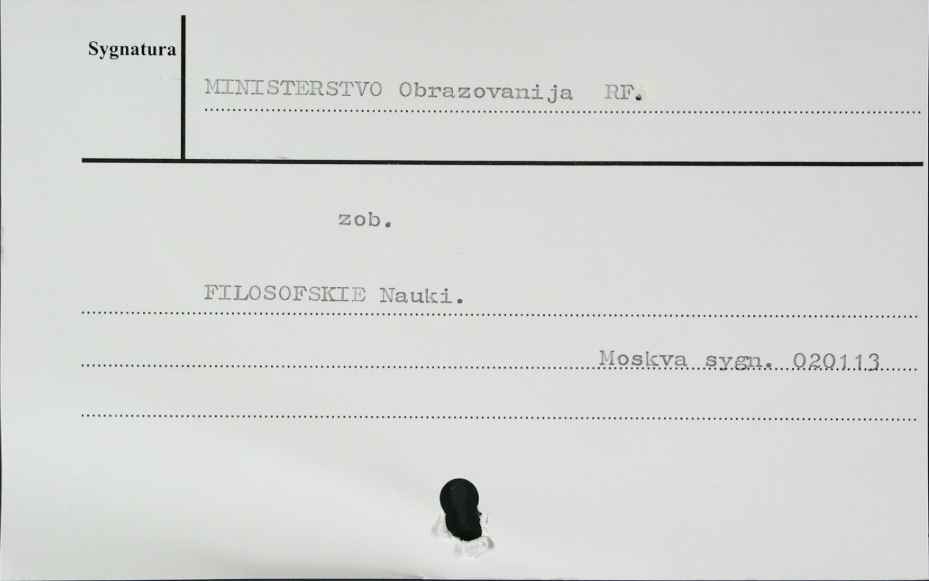 Sygnatura
MINISTERSTVO Obrazovanija RF.
zob.
FILOSOFSKIE Nauki.
Moskva sygn. 020113